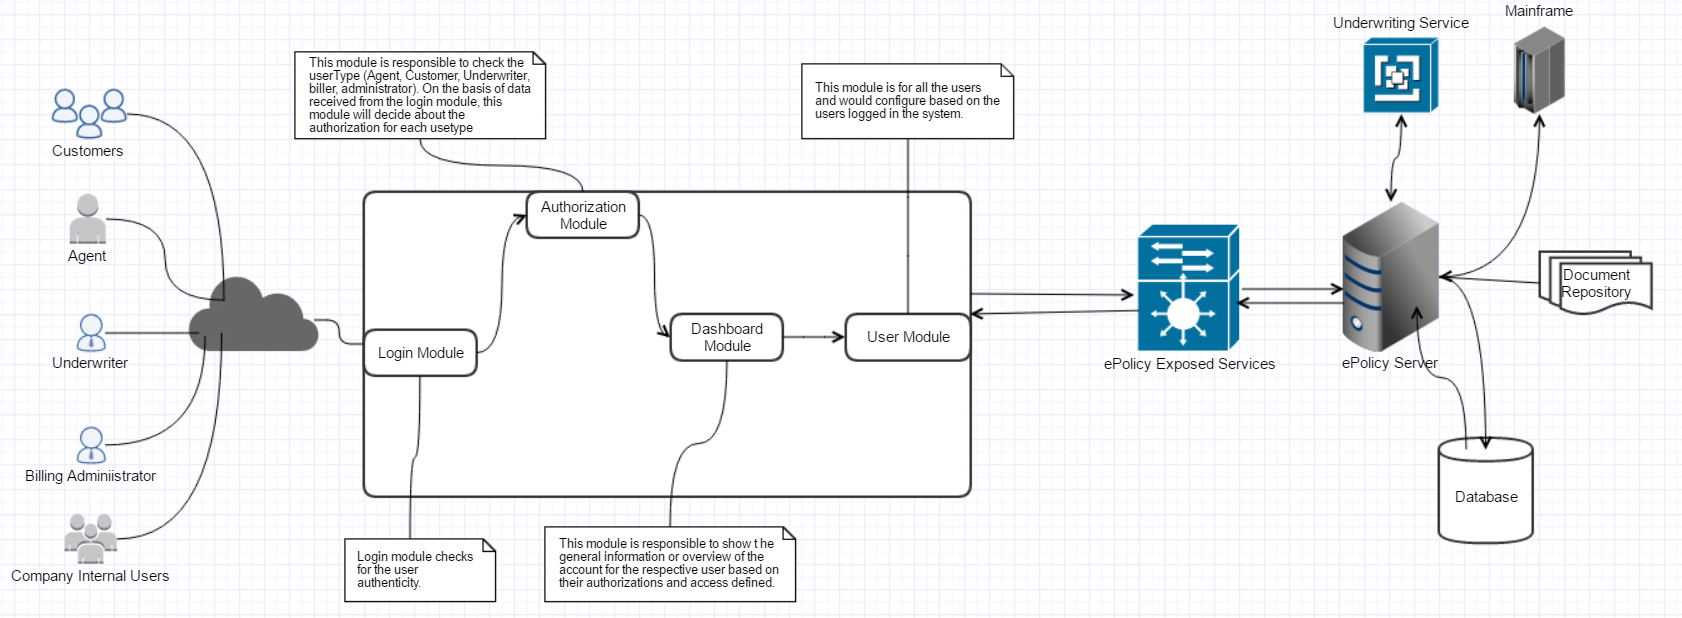 Customers
Agent
Underwriter
Billing Adminiistrator
Company Internal Users
This module is responsible to check the
userType (Agent, Customer, Underwriter,
biller, administrator). On the basis of data
received from the login module, this
module will decide about the
authorization for each usetype
This module is for all the users
and would configure based on the
users logged in the system.
Authorization
Module
Login Module
Dashboard
Module
User Module
Login module checks
for the user
authenticity.
This module is responsible to show t he
general information or overview of the
account for the respective user based on
their authorizations and access defined.
ePolicy Exposed Services
Underwriting Service
Mainframe
ePolicy Server
Document
Repository
Database